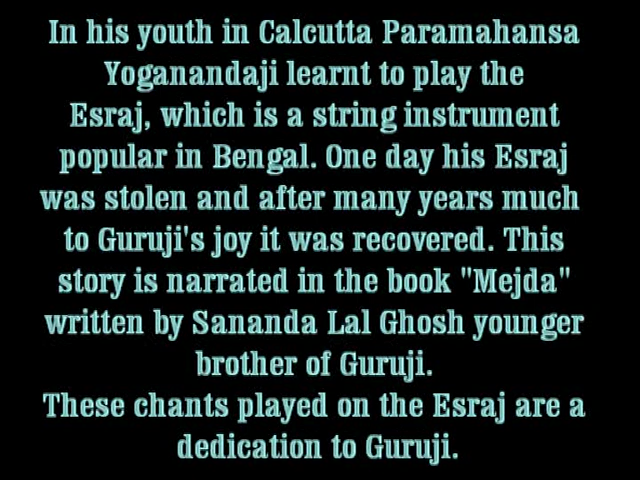 In his youth in Calcutta Paramahansa
Yoganandaji learnt to play the
Esraj, which is a string instrument
popular in Bengal. One day his Esraj
was stolen and after many years much
to Guruji's joy it was recovered. This
story is narrated in the book "Mejda"
written by Sananda Lal Ghosh younger
brother of Guruji.
These chants played on the Esraj are a
dedication to Guruji.